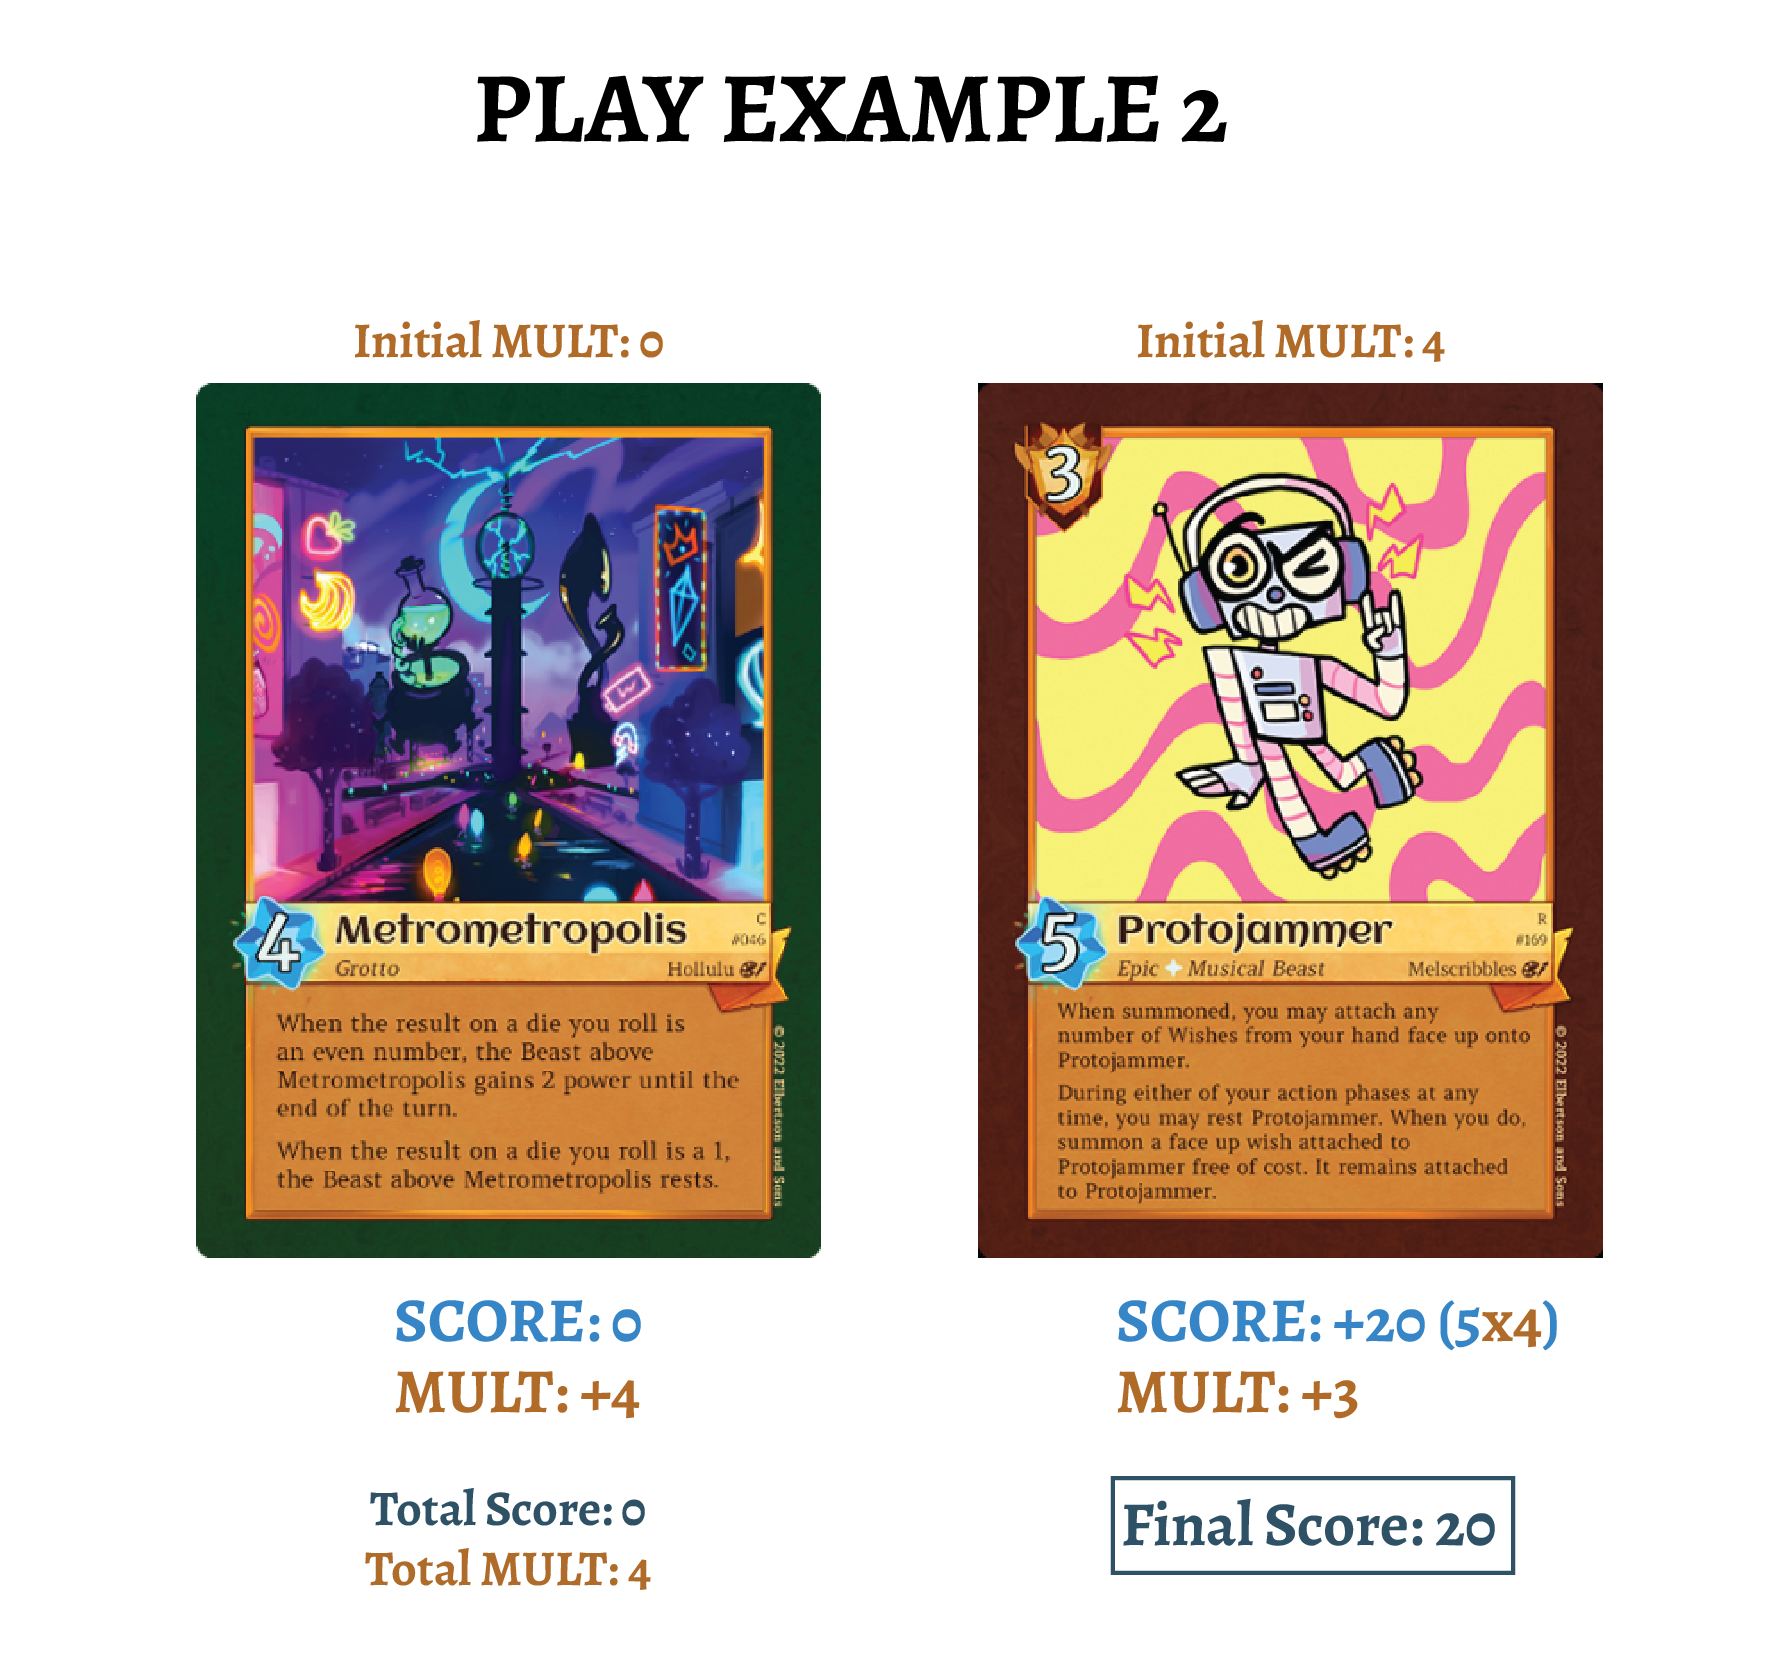 PLAY EXAMPLE 2
Initial MULT: 0
4
Metrometropolis
C
#046
Grotto
Hollulu
When the result on a die you roll is
an even number, the Beast above
Metrometropolis gains 2 power until the
end of the turn.
When the result on a die you roll is a 1,
the Beast above Metrometropolis rests.
© 2022 Elbertson and Sons
SCORE: 0
MULT: +4
Total Score: 0
Total MULT: 4
Initial MULT: 4
3
5
Protojammer
R
#169
Epic ✦ Musical Beast
Melscribbles
When summoned, you may attach any
number of Wishes from your hand face up onto
Protojammer.
During either of your action phases at any
time, you may rest Protojammer. When you do,
summon a face up wish attached to
Protojammer free of cost. It remains attached
to Protojammer.
© 2022 Elbertson and Sons
SCORE: +20 (5x4)
MULT: +3
Final Score: 20